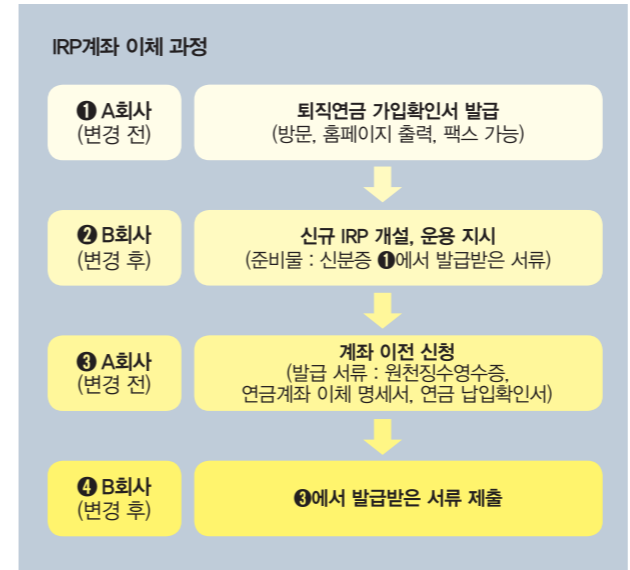 IRP계좌 이체 과정
❶ A회사
(변경 전)
퇴직연금 가입확인서 발급
(방문, 홈페이지 출력, 팩스 가능)
❷ B회사
(변경 후)
신규 IRP 개설, 운용 지시
(준비물 : 신분증 ❶에서 발급받은 서류)
❸ A회사
(변경 전)
계좌 이전 신청
(발급 서류 : 원천징수영수증,
연금계좌 이체 명세서, 연금 납입확인서)
❹ B회사
(변경 후)
❸에서 발급받은 서류 제출